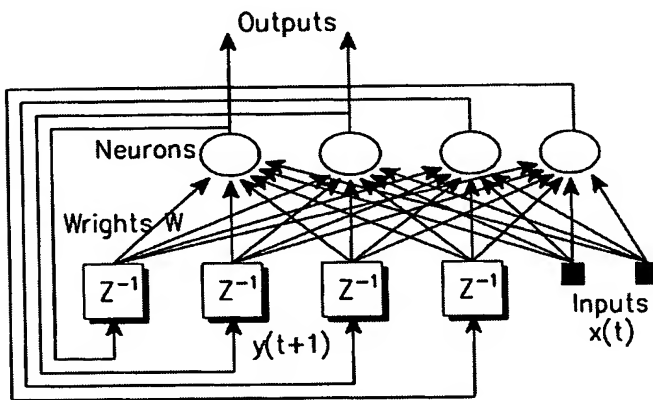 Outputs
Neurons
Wrights W
Z⁻¹ Z⁻¹ Z⁻¹ Z⁻¹
Inputs
y(t+1)
x(t)